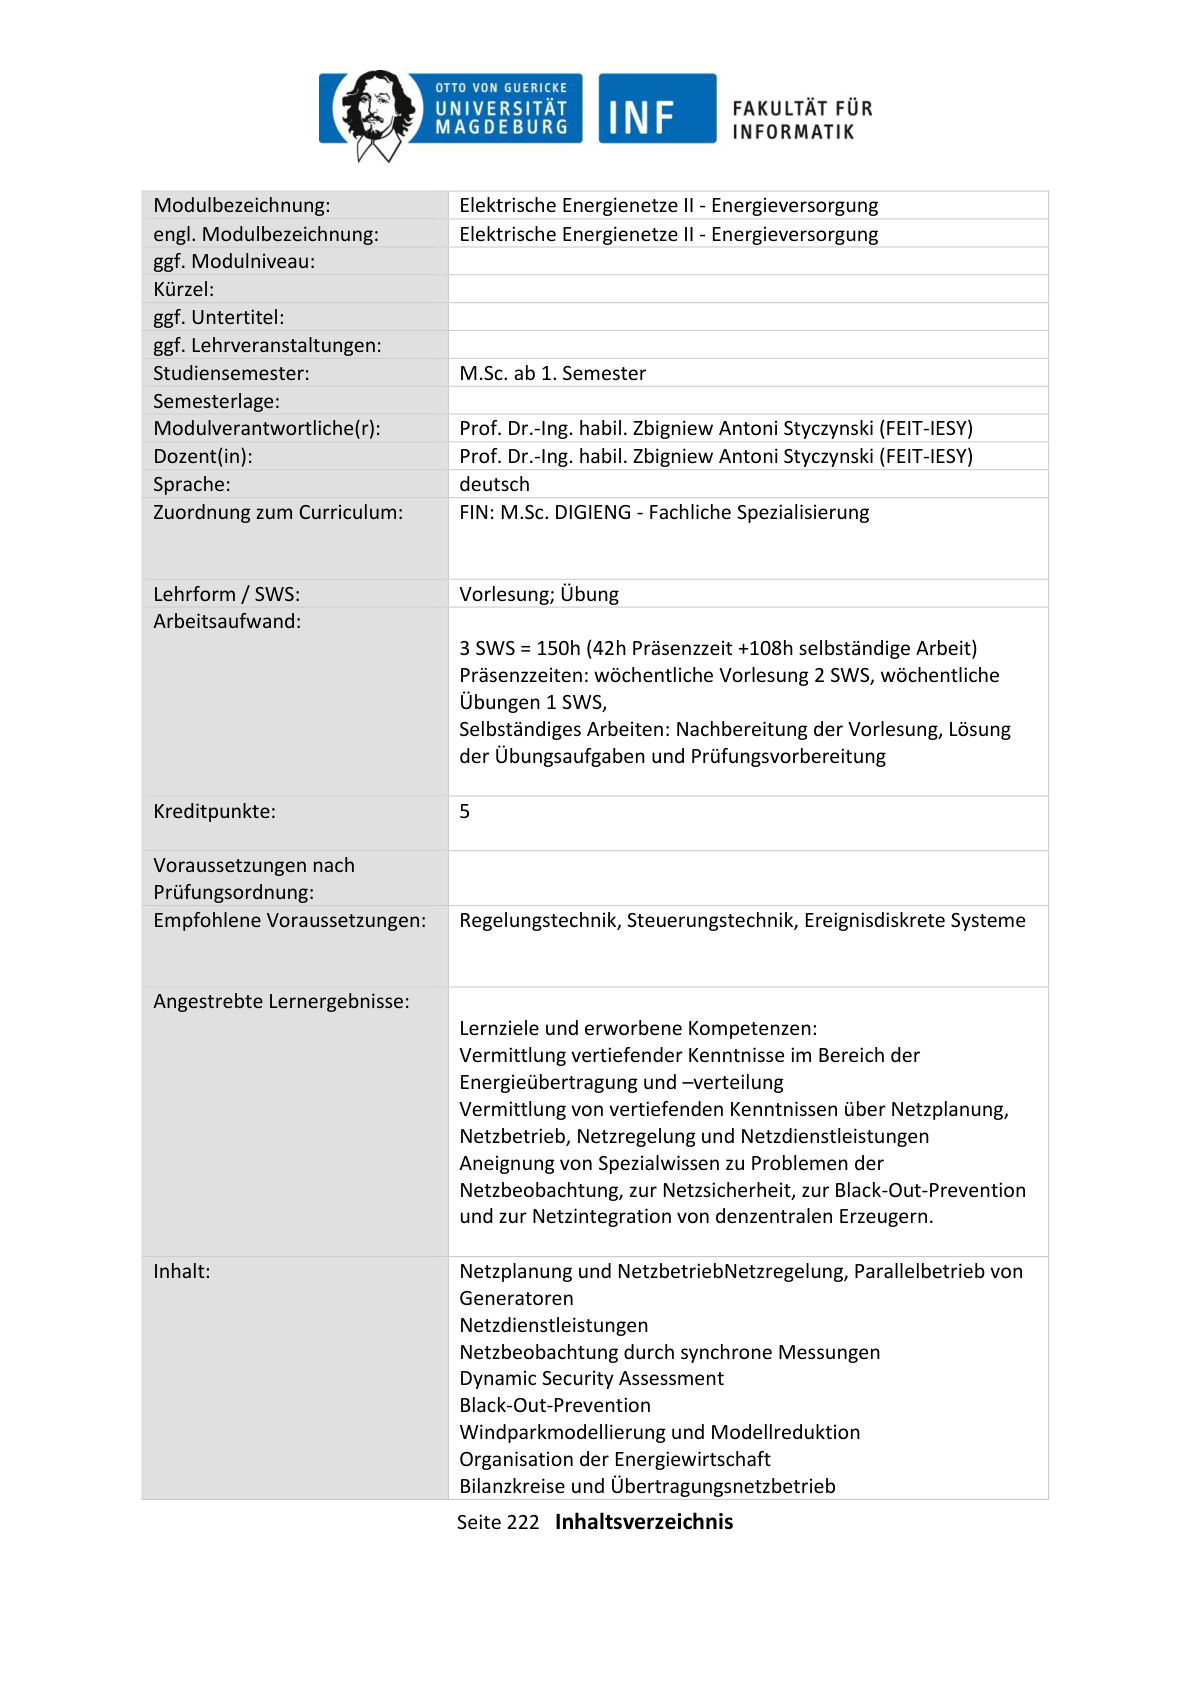 OTTO VON GUERICKE
UNIVERSITÄT
MAGDEBURG
INF
FAKULTÄT FÜR
INFORMATIK
Modulbezeichnung: Elektrische Energienetze II - Energieversorgung
engl. Modulbezeichnung: Elektrische Energienetze II - Energieversorgung
ggf. Modulniveau:
Kürzel:
ggf. Untertitel:
ggf. Lehrveranstaltungen:
Studiensemester: M.Sc. ab 1. Semester
Semesterlage:
Modulverantwortliche(r): Prof. Dr.-Ing. habil. Zbigniew Antoni Styczynski (FEIT-IESY)
Dozent(in): Prof. Dr.-Ing. habil. Zbigniew Antoni Styczynski (FEIT-IESY)
Sprache: deutsch
Zuordnung zum Curriculum: FIN: M.Sc. DIGIENG - Fachliche Spezialisierung
Lehrform / SWS: Vorlesung; Übung
Arbeitsaufwand:
3 SWS = 150h (42h Präsenzzeit +108h selbständige Arbeit)
Präsenzzeiten: wöchentliche Vorlesung 2 SWS, wöchentliche
Übungen 1 SWS,
Selbständiges Arbeiten: Nachbereitung der Vorlesung, Lösung
der Übungsaufgaben und Prüfungsvorbereitung
Kreditpunkte: 5
Voraussetzungen nach
Prüfungsordnung:
Empfohlene Voraussetzungen: Regelungstechnik, Steuerungstechnik, Ereignisdiskrete Systeme
Angestrebte Lernergebnisse:
Lernziele und erworbene Kompetenzen:
Vermittlung vertiefender Kenntnisse im Bereich der
Energieübertragung und –verteilung
Vermittlung von vertiefenden Kenntnissen über Netzplanung,
Netzbetrieb, Netzregelung und Netzdienstleistungen
Aneignung von Spezialwissen zu Problemen der
Netzbeobachtung, zur Netzsicherheit, zur Black-Out-Prevention
und zur Netzintegration von denzentralen Erzeugern.
Inhalt: Netzplanung und NetzbetriebNetzregelung, Parallelbetrieb von
Generatoren
Netzdienstleistungen
Netzbeobachtung durch synchrone Messungen
Dynamic Security Assessment
Black-Out-Prevention
Windparkmodellierung und Modellreduktion
Organisation der Energiewirtschaft
Bilanzkreise und Übertragungsnetzbetrieb
Seite 222 Inhaltsverzeichnis